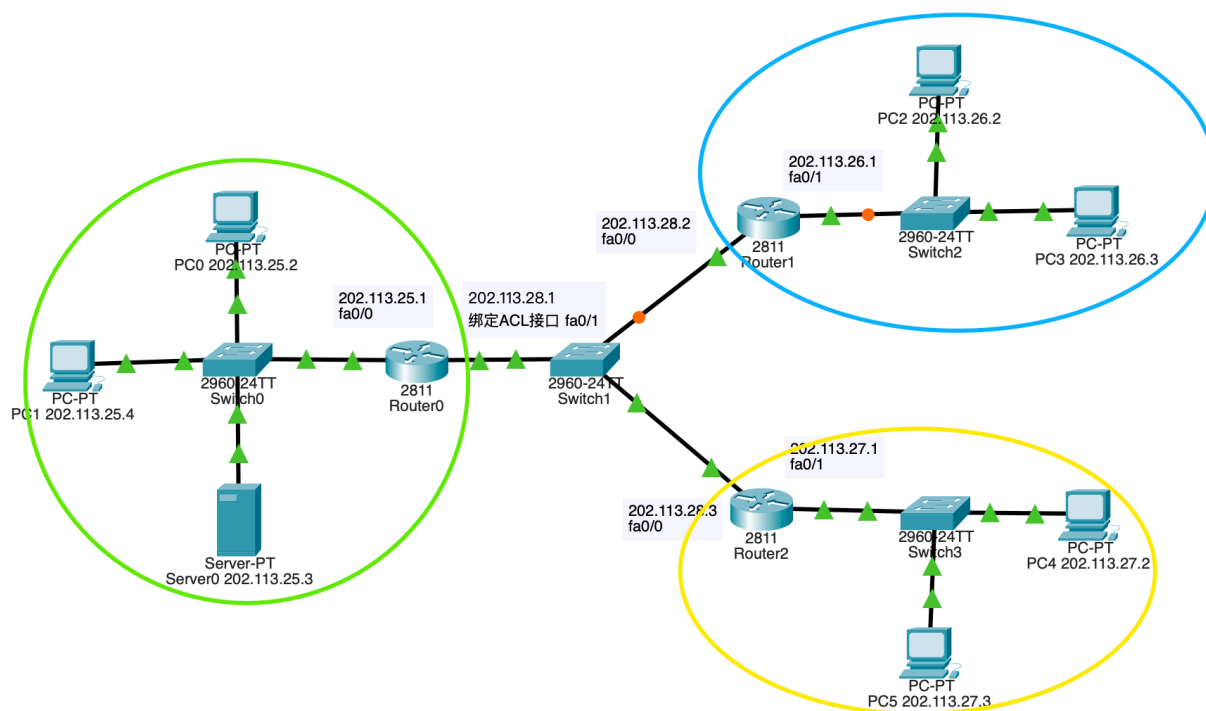 PC-PT
PC0 202.113.25.2
PC-PT
PC1 202.113.25.4
2960-24TT
Switch0
Server-PT
Server0 202.113.25.3
202.113.25.1
fa0/0
2811
Router0
202.113.28.1
绑定ACL接口 fa0/1
2960-24TT
Switch1
202.113.28.2
fa0/0
202.113.26.1
fa0/1
2811
Router1
PC-PT
PC2 202.113.26.2
2960-24TT
Switch2
PC-PT
PC3 202.113.26.3
202.113.27.1
fa0/1
202.113.28.3
fa0/0
2811
Router2
2960-24TT
Switch3
PC-PT
PC4 202.113.27.2
PC-PT
PC5 202.113.27.3